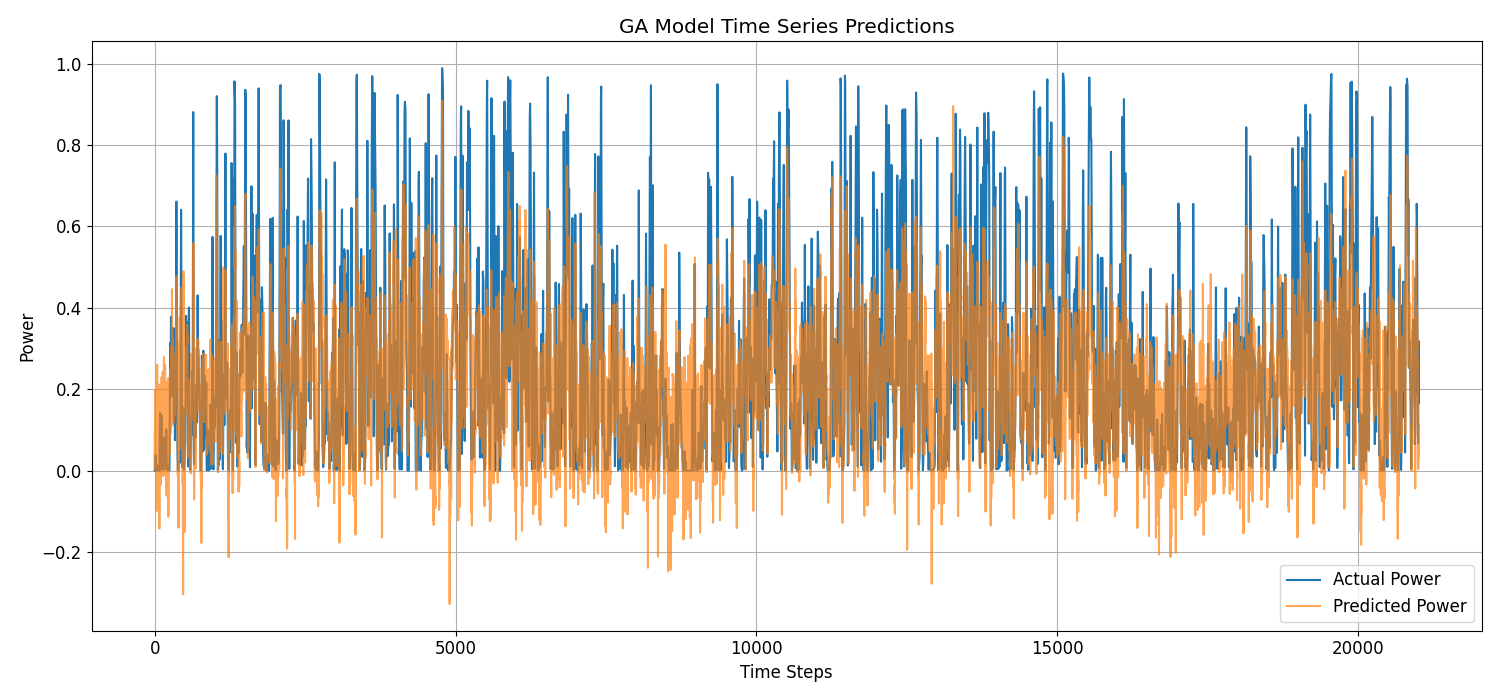 GA Model Time Series Predictions
1.0
0.8
0.6
0.4
0.2
0.0
−0.2
Power
0 5000 10000 15000 20000
Time Steps
Actual Power
Predicted Power